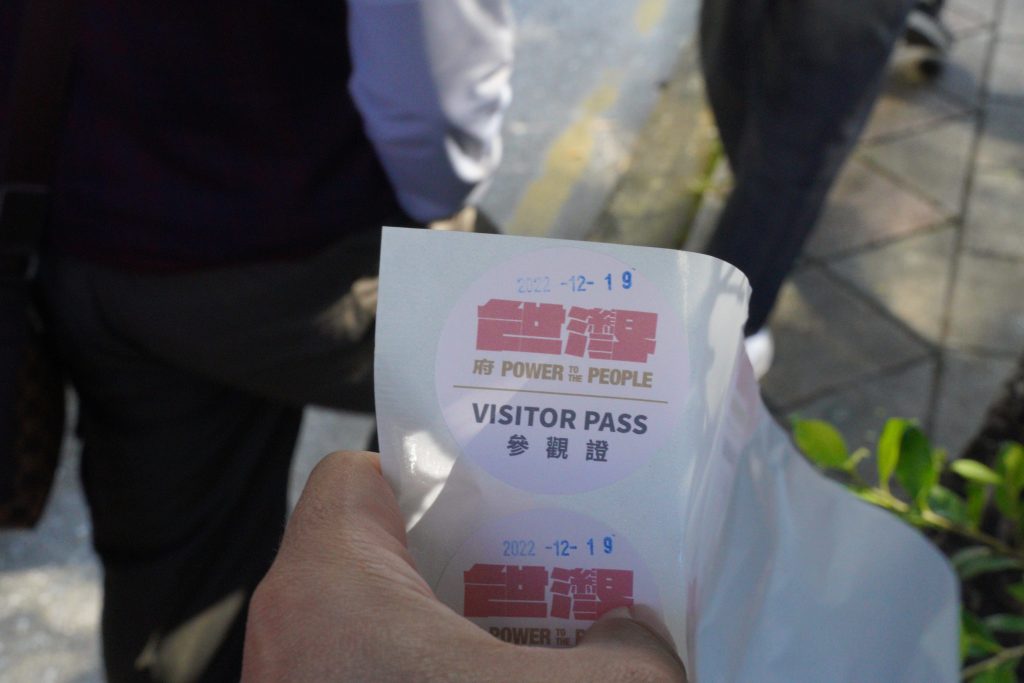 2022 -12- 19
府 POWER TO THE PEOPLE
VISITOR PASS
參觀證
2022 -12- 19
POWER TO THE